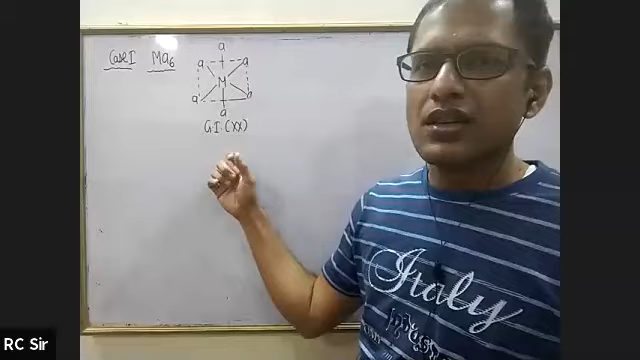 Case I Ma₆
a
a a
M
a a
a
G.I. (XX)
Italy
RC Sir